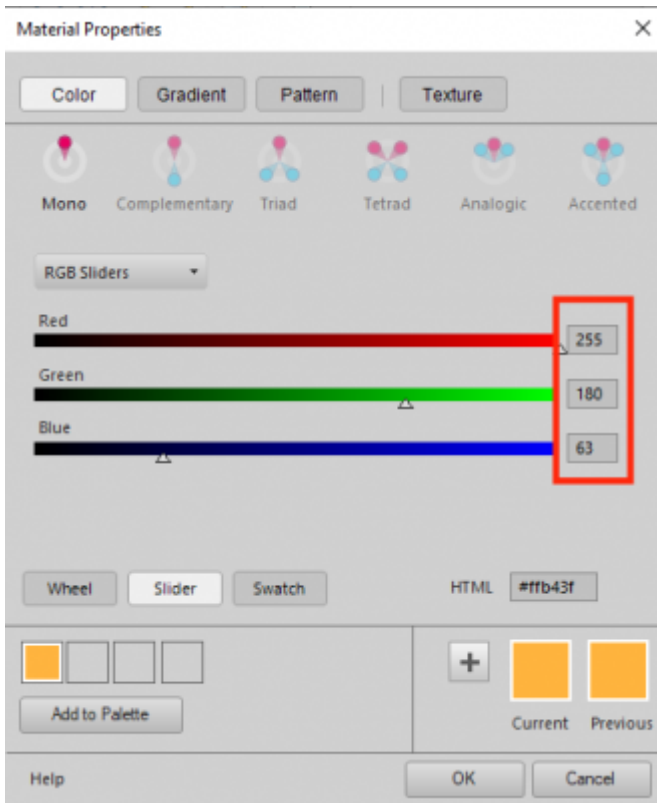 Material Properties
Color Gradient Pattern Texture
Mono Complementary Triad Tetrad Analogic Accented
RGB Sliders
Red
255
Green
180
Blue
63
Wheel Slider Swatch HTML #ffb43f
Add to Palette
Current Previous
Help OK Cancel